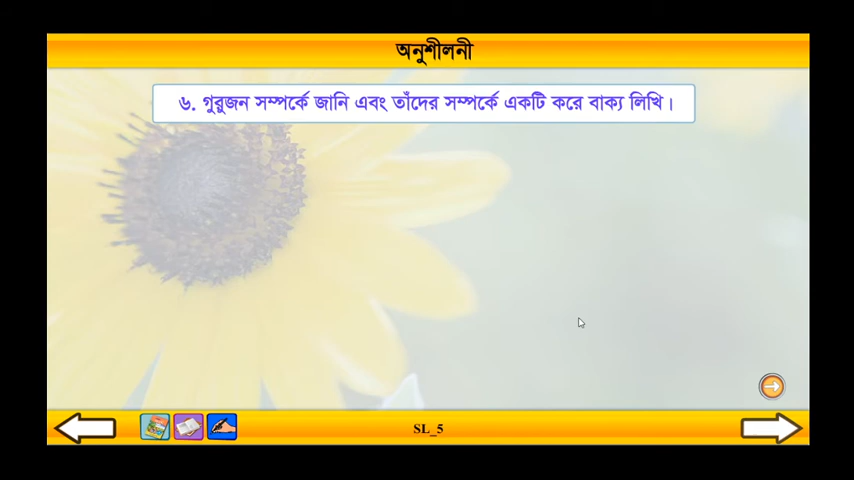 অনুশীলনী
৬. গুরুজন সম্পর্কে জানি এবং তাঁদের সম্পর্কে একটি করে বাক্য লিখি।
SL_5